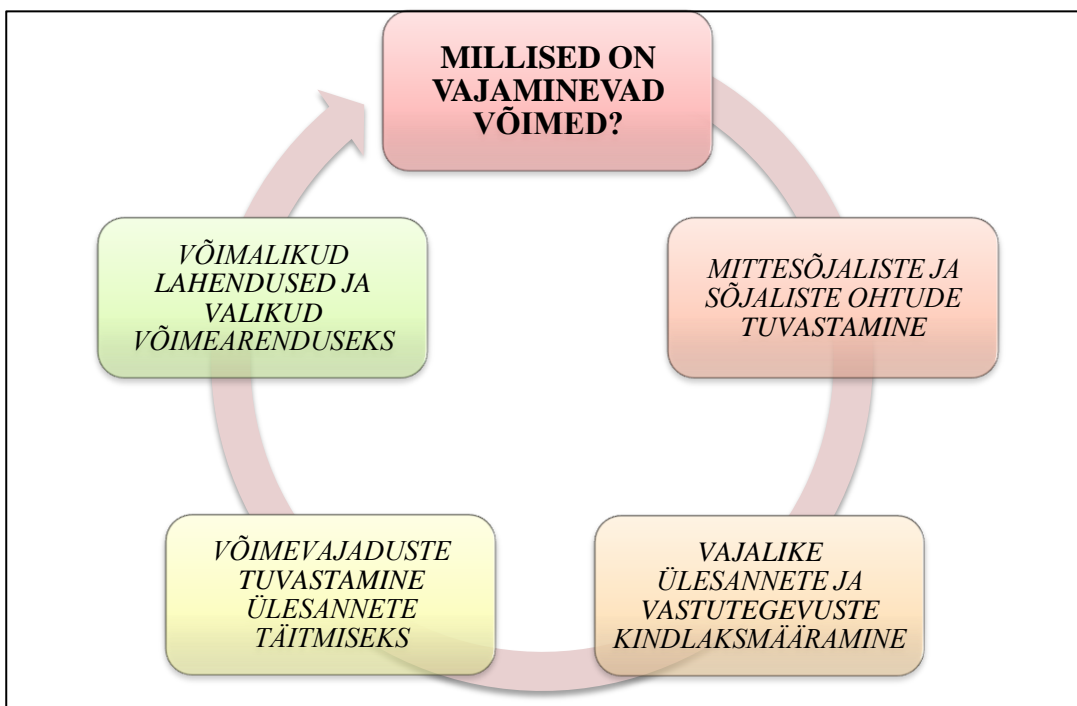 MILLISED ON
VAJAMINEVAD
VÕIMED?
MITTESÕJALISTE JA
SÕJALISTE OHTUDE
TUVASTAMINE
VAJALIKE
ÜLESANNETE JA
VASTUTEGEVUSTE
KINDLAKSMÄÄRAMINE
VÕIMEVAJADUSTE
TUVASTAMINE
ÜLESANNETE
TÄITMISEKS
VÕIMALIKUD
LAHENDUSED JA
VALIKUD
VÕIMEARENDUSEKS